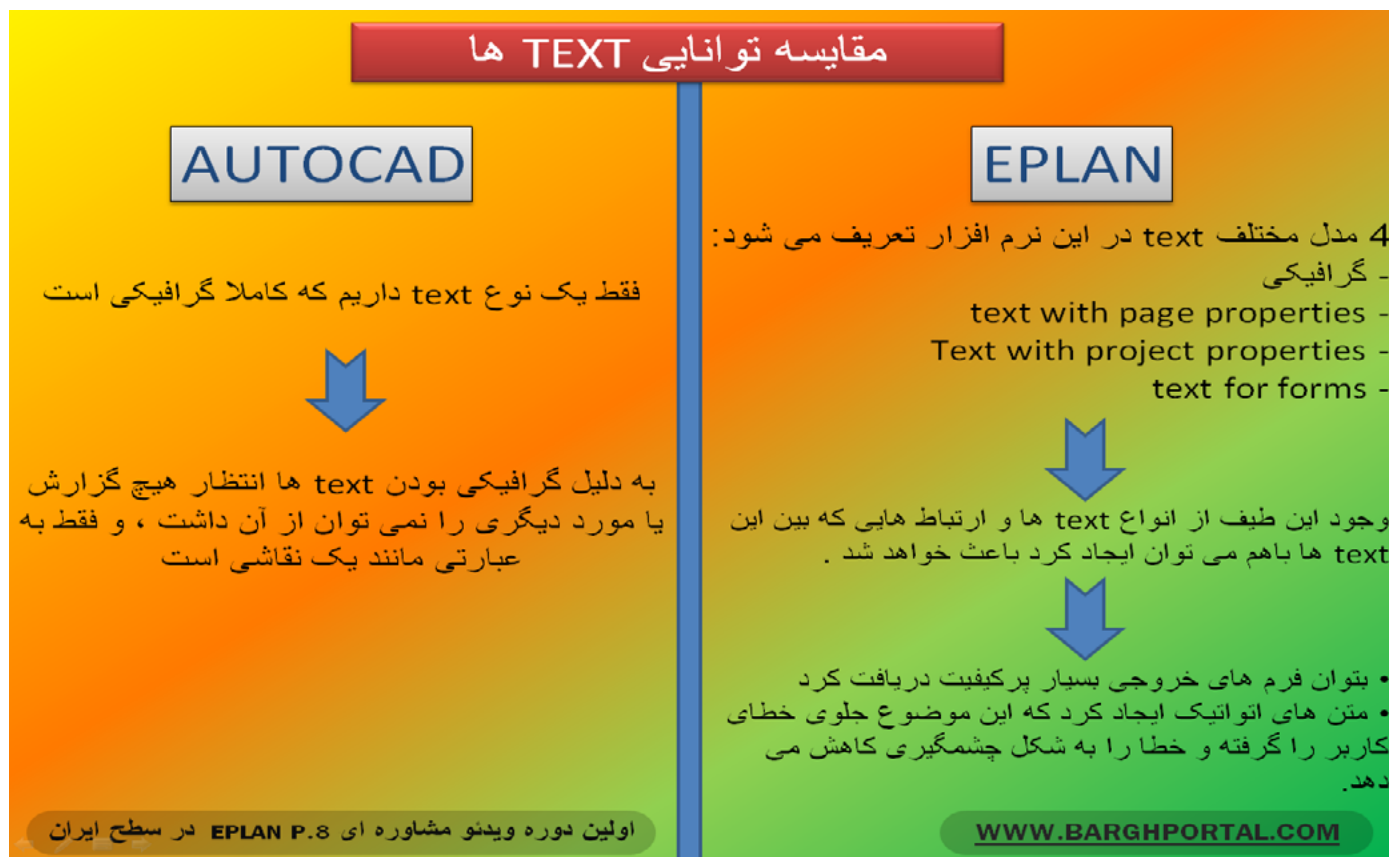 مقایسه توانایی TEXT ها
EPLAN
4 مدل مختلف text در این نرم افزار تعریف می شود:
- گرافیکی
- text with page properties
- Text with project properties
- text for forms
وجود این طیف از انواع text ها و ارتباط هایی که بین این
text ها باهم می توان ایجاد کرد باعث خواهد شد .
• بتوان فرم های خروجی بسیار پرکیفیت دریافت کرد
• متن های اتواتیک ایجاد کرد که این موضوع جلوی خطای
کاربر را گرفته و خطا را به شکل چشمگیری کاهش می
دهد.
WWW.BARGHPORTAL.COM
AUTOCAD
فقط یک نوع text داریم که کاملا گرافیکی است
به دلیل گرافیکی بودن text ها انتظار هیچ گزارش
یا مورد دیگری را نمی توان از آن داشت ، و فقط به
عبارتی مانند یک نقاشی است
اولین دوره ویدئو مشاوره ای EPLAN P.8 در سطح ایران